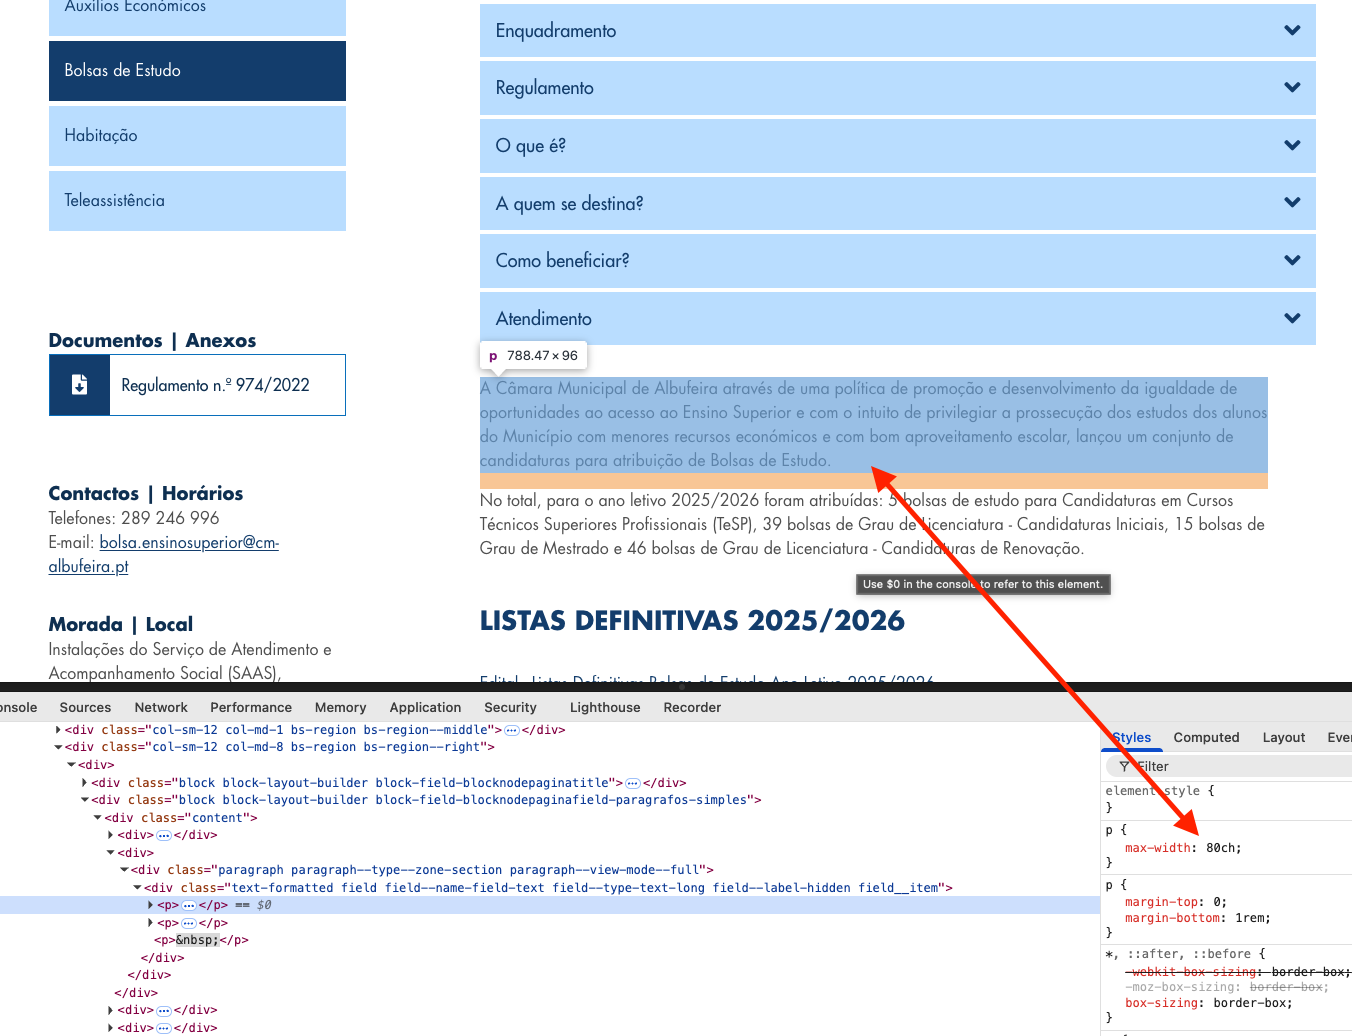 Auxílios Económicos
Bolsas de Estudo
Habitação
Teleassistência
Documentos | Anexos
Regulamento n.º 974/2022
Contactos | Horários
Telefones: 289 246 996
E-mail: bolsa.ensinosuperior@cm-
albufeira.pt
Morada | Local
Instalações do Serviço de Atendimento e
Acompanhamento Social (SAAS),
Enquadramento
Regulamento
O que é?
A quem se destina?
Como beneficiar?
Atendimento
p 788.47 × 96
A Câmara Municipal de Albufeira através de uma política de promoção e desenvolvimento da igualdade de
oportunidades ao acesso ao Ensino Superior e com o intuito de privilegiar a prossecução dos estudos dos alunos
do Município com menores recursos económicos e com bom aproveitamento escolar, lançou um conjunto de
candidaturas para atribuição de Bolsas de Estudo.
No total, para o ano letivo 2025/2026 foram atribuídas: 5 bolsas de estudo para Candidaturas em Cursos
Técnicos Superiores Profissionais (TeSP), 39 bolsas de Grau de Licenciatura - Candidaturas Iniciais, 15 bolsas de
Grau de Mestrado e 46 bolsas de Grau de Licenciatura - Candidaturas de Renovação.
Use $0 in the console to refer to this element.
LISTAS DEFINITIVAS 2025/2026
Edital - Listas Definitivas Bolsas de Estudo Ano Letivo 2025/2026
onsole Sources Network Performance Memory Application Security Lighthouse Recorder
<div class="col-sm-12 col-md-1 bs-region bs-region--middle">…</div>
<div class="col-sm-12 col-md-8 bs-region bs-region--right">
<div>
<div class="block block-layout-builder block-field-blocknodepaginatitle">…</div>
<div class="block block-layout-builder block-field-blocknodepaginafield-paragrafos-simples">
<div class="content">
<div>…</div>
<div>
<div class="paragraph paragraph--type--zone-section paragraph--view-mode--full">
<div class="text-formatted field field--name-field-text field--type-text-long field--label-hidden field__item">
<p>…</p> == $0
<p>…</p>
<p>&nbsp;</p>
</div>
</div>
</div>
<div>…</div>
<div>…</div>
Styles Computed Layout Eve
Filter
element.style {
}
p {
max-width: 80ch;
}
p {
margin-top: 0;
margin-bottom: 1rem;
}
*, ::after, ::before {
-webkit-box-sizing: border-box;
-moz-box-sizing: border-box;
box-sizing: border-box;
}